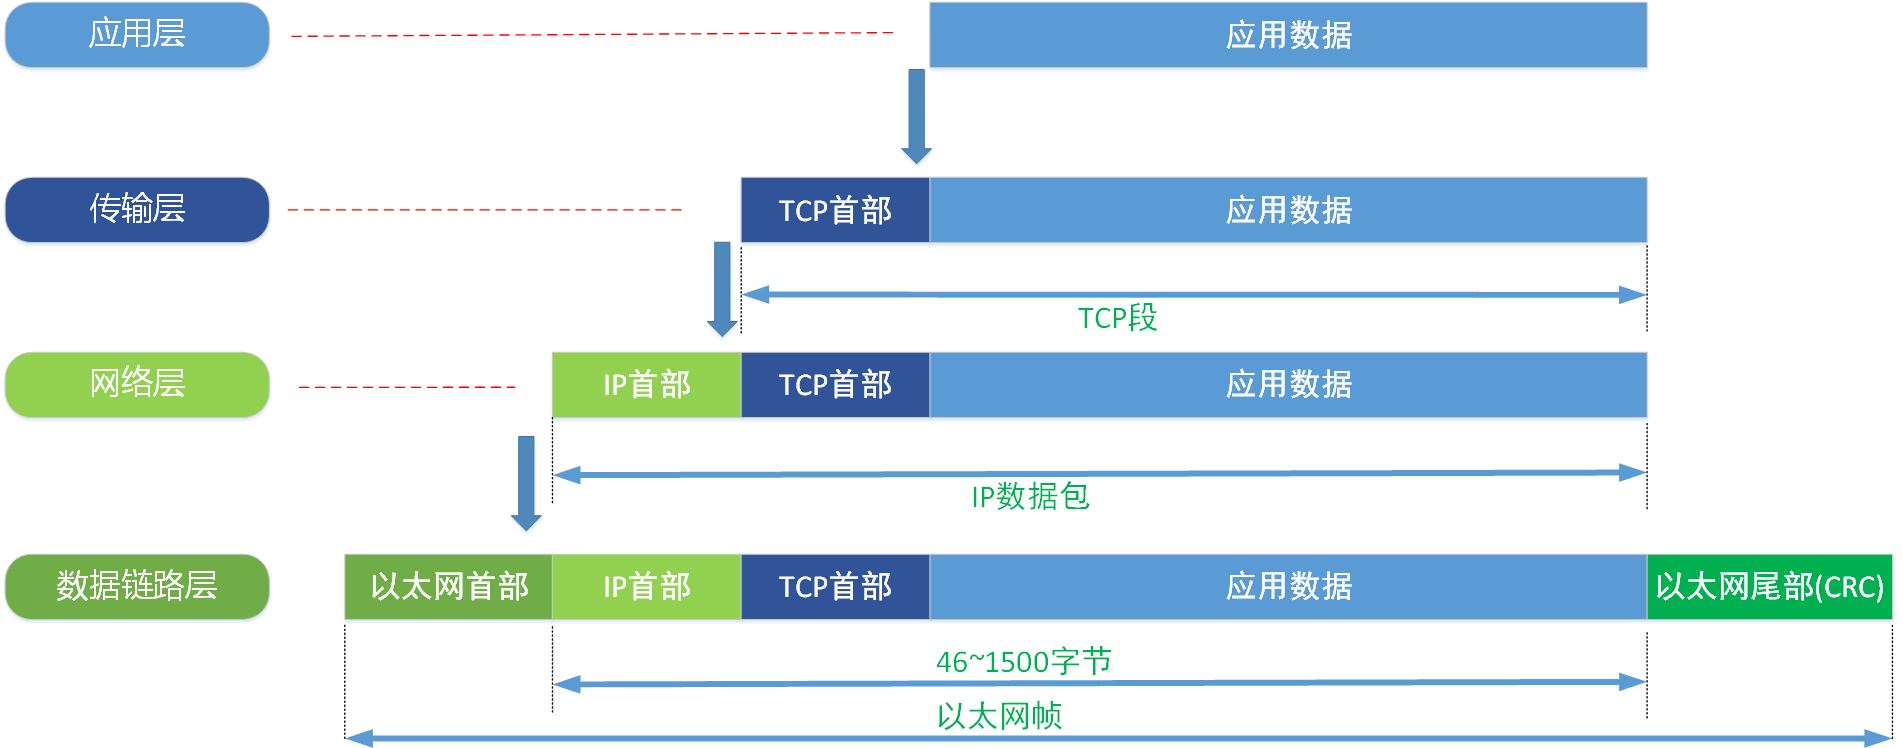 应用层
应用数据
传输层
TCP首部
应用数据
TCP段
网络层
IP首部
TCP首部
应用数据
IP数据包
数据链路层
以太网首部
IP首部
TCP首部
应用数据
以太网尾部(CRC)
46~1500字节
以太网帧